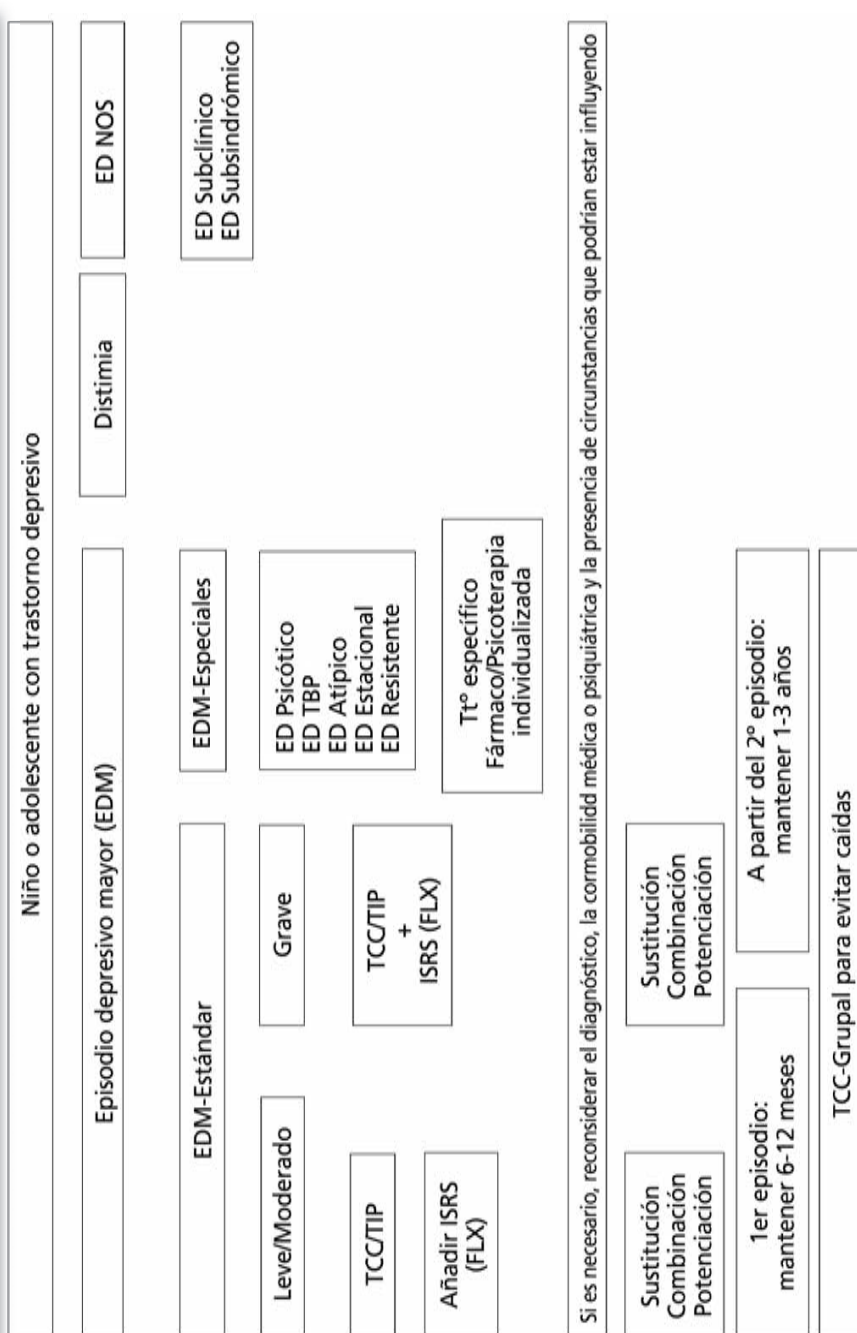 Niño o adolescente con trastorno depresivo
Episodio depresivo mayor (EDM)
Distimia
ED NOS
EDM-Estándar
EDM-Especiales
ED Subclínico
ED Subsindrómico
Leve/Moderado
Grave
ED Psicótico
ED TBP
ED Atípico
ED Estacional
ED Resistente
TCC/TIP
TCC/TIP
+
ISRS (FLX)
Añadir ISRS
(FLX)
Ttº específico
Fármaco/Psicoterapia
individualizada
Si es necesario, reconsiderar el diagnóstico, la cormobilidd médica o psiquiátrica y la presencia de circunstancias que podrían estar influyendo
Sustitución
Combinación
Potenciación
Sustitución
Combinación
Potenciación
1er episodio:
mantener 6-12 meses
A partir del 2º episodio:
mantener 1-3 años
TCC-Grupal para evitar caídas